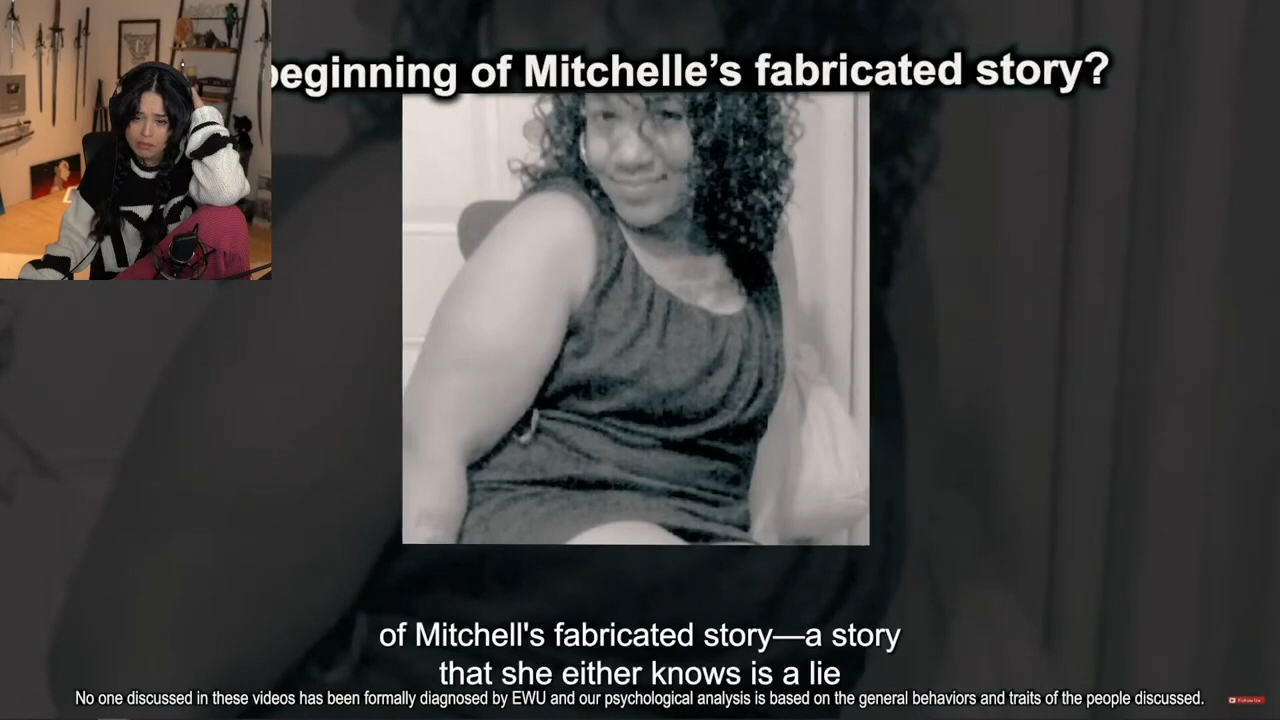 beginning of Mitchelle’s fabricated story?
of Mitchell's fabricated story—a story
that she either knows is a lie
No one discussed in these videos has been formally diagnosed by EWU and our psychological analysis is based on the general behaviors and traits of the people discussed.
Follow Us